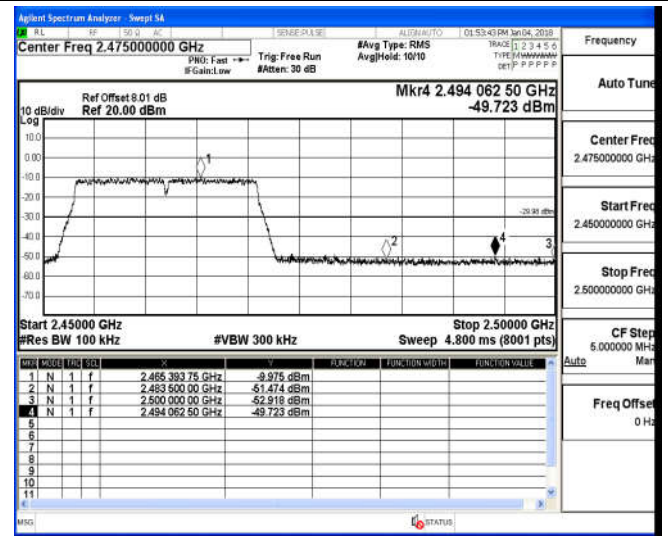 Agilent Spectrum Analyzer - Swept SA
RL RF 50 Ω AC SENSE:PULSE ALIGNAUTO 01:53:43 PM Jan 04, 2018
Center Freq 2.475000000 GHz
PNO: Fast
IFGain:Low
Trig: Free Run
#Atten: 30 dB
#Avg Type: RMS
Avg|Hold: 10/10
TRACE 1 2 3 4 5 6
TYPE
DET P P P P P P
Ref Offset 8.01 dB
10 dB/div Ref 20.00 dBm
Log
Mkr4 2.494 062 50 GHz
-49.723 dBm
10.0
0.00
-10.0
-20.0
-30.0
-40.0
-50.0
-60.0
-70.0
1
2
4
3
-29.98 dBm
Start 2.45000 GHz Stop 2.50000 GHz
#Res BW 100 kHz #VBW 300 kHz Sweep 4.800 ms (8001 pts)
MKR MODE TRC SCL X Y FUNCTION FUNCTION WIDTH FUNCTION VALUE
1 N 1 f 2.465 393 75 GHz -9.975 dBm
2 N 1 f 2.483 500 00 GHz -51.474 dBm
3 N 1 f 2.500 000 00 GHz -52.918 dBm
4 N 1 f 2.494 062 50 GHz -49.723 dBm
5
6
7
8
9
10
11
MSG STATUS
Frequency
Auto Tune
Center Freq
2.475000000 GHz
Start Freq
2.450000000 GHz
Stop Freq
2.500000000 GHz
CF Step
5.000000 MHz
Auto Man
Freq Offset
0 Hz